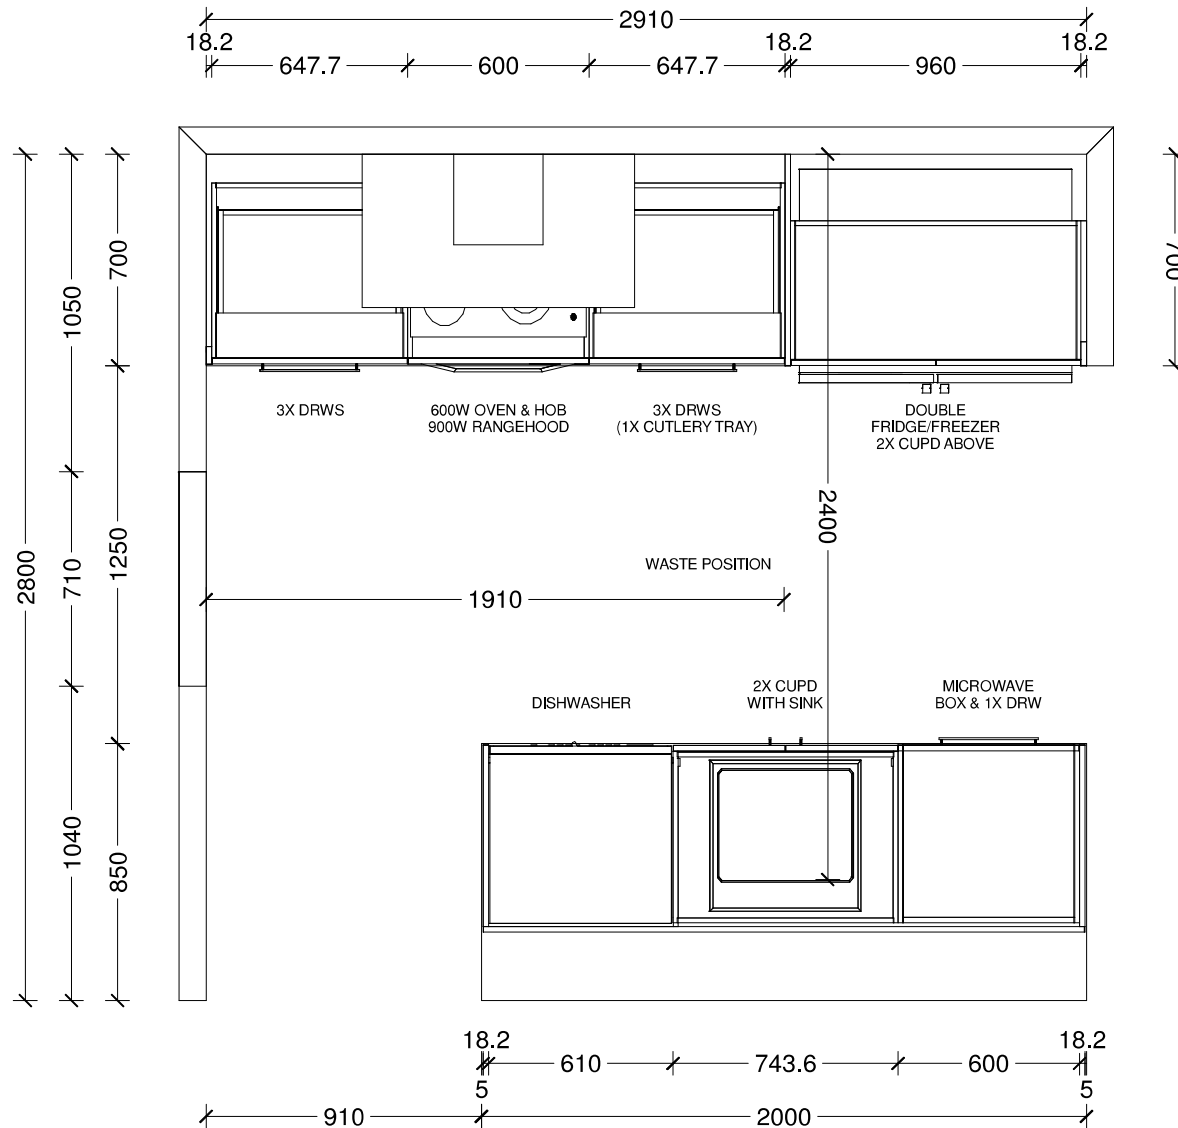 2910
18.2
18.2
18.2
647.7
600
647.7
960
700
1050
700
3X DRWS
600W OVEN & HOB
900W RANGEHOOD
3X DRWS
(1X CUTLERY TRAY)
DOUBLE
FRIDGE/FREEZER
2X CUPD ABOVE
2400
1250
710
2800
WASTE POSITION
1910
DISHWASHER
2X CUPD
WITH SINK
MICROWAVE
BOX & 1X DRW
1040
850
18.2
18.2
610
743.6
600
5
5
910
2000